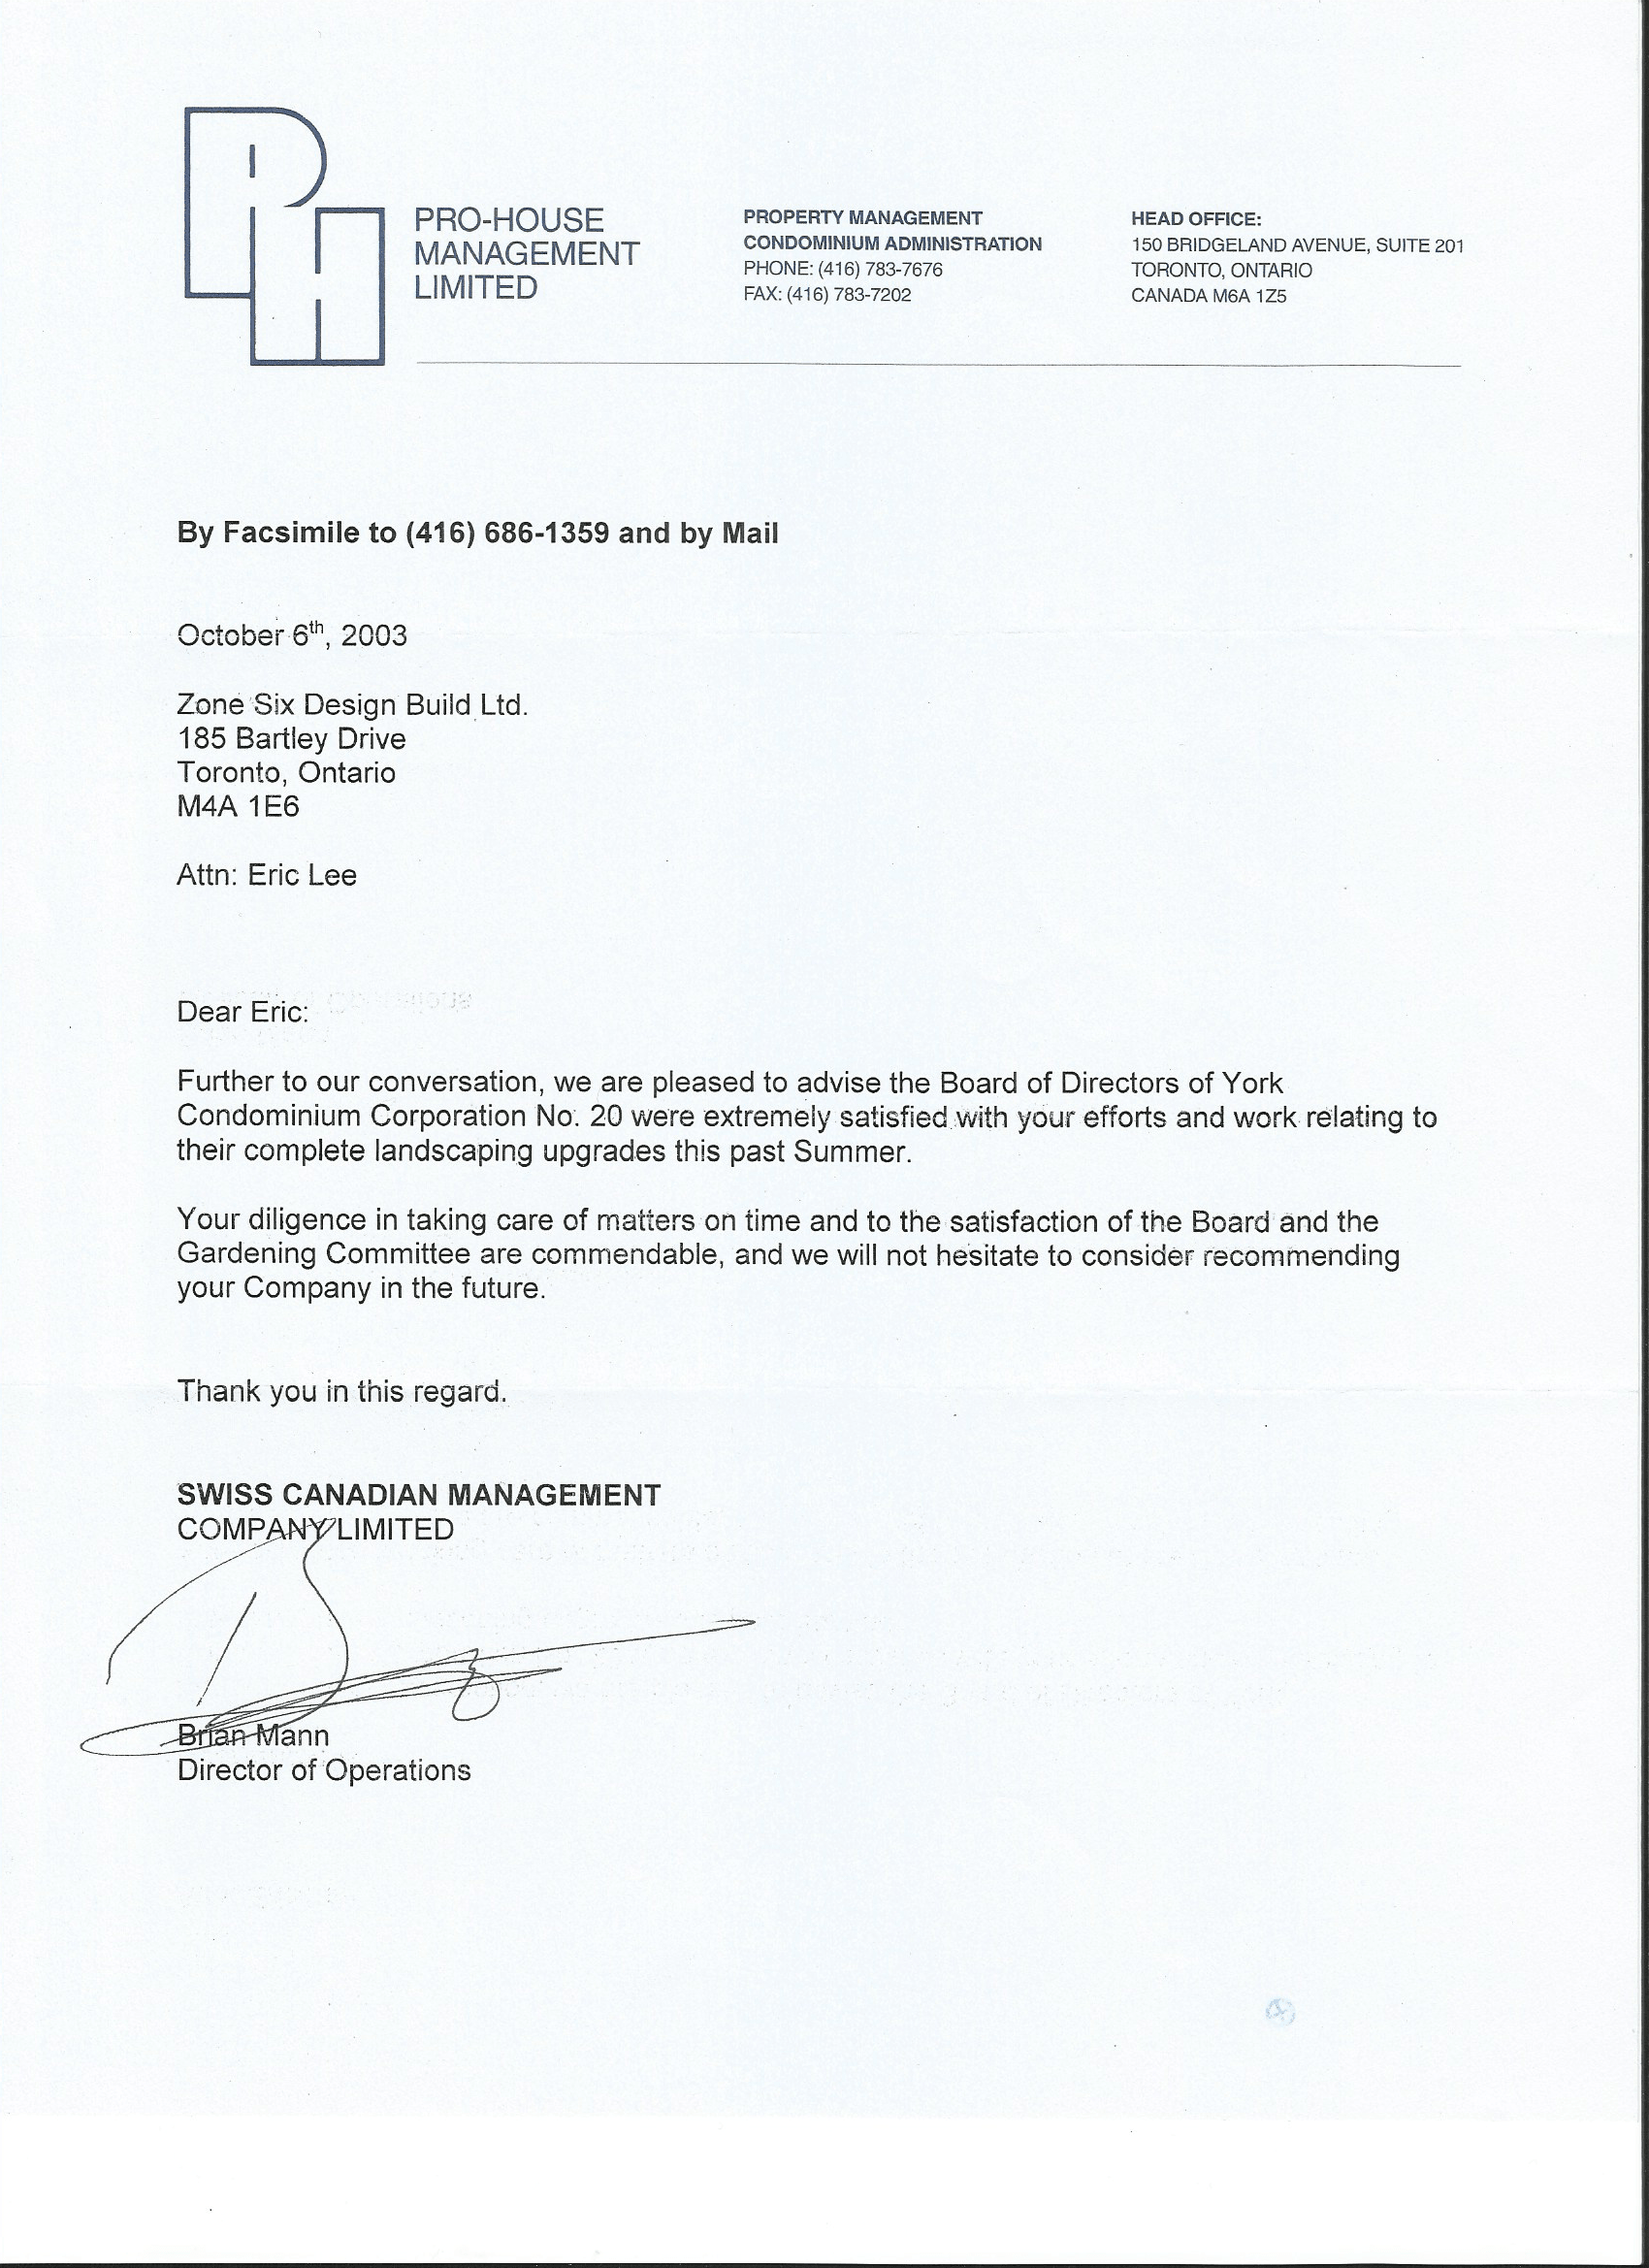 PH
PRO-HOUSE
MANAGEMENT
LIMITED
PROPERTY MANAGEMENT
CONDOMINIUM ADMINISTRATION
PHONE: (416) 783-7676
FAX: (416) 783-7202
HEAD OFFICE:
150 BRIDGELAND AVENUE, SUITE 201
TORONTO, ONTARIO
CANADA M6A 1Z5
By Facsimile to (416) 686-1359 and by Mail
October 6th, 2003
Zone Six Design Build Ltd.
185 Bartley Drive
Toronto, Ontario
M4A 1E6
Attn: Eric Lee
Dear Eric:
Further to our conversation, we are pleased to advise the Board of Directors of York
Condominium Corporation No. 20 were extremely satisfied with your efforts and work relating to
their complete landscaping upgrades this past Summer.
Your diligence in taking care of matters on time and to the satisfaction of the Board and the
Gardening Committee are commendable, and we will not hesitate to consider recommending
your Company in the future.
Thank you in this regard.
SWISS CANADIAN MANAGEMENT
COMPANY LIMITED
Brian Mann
Director of Operations